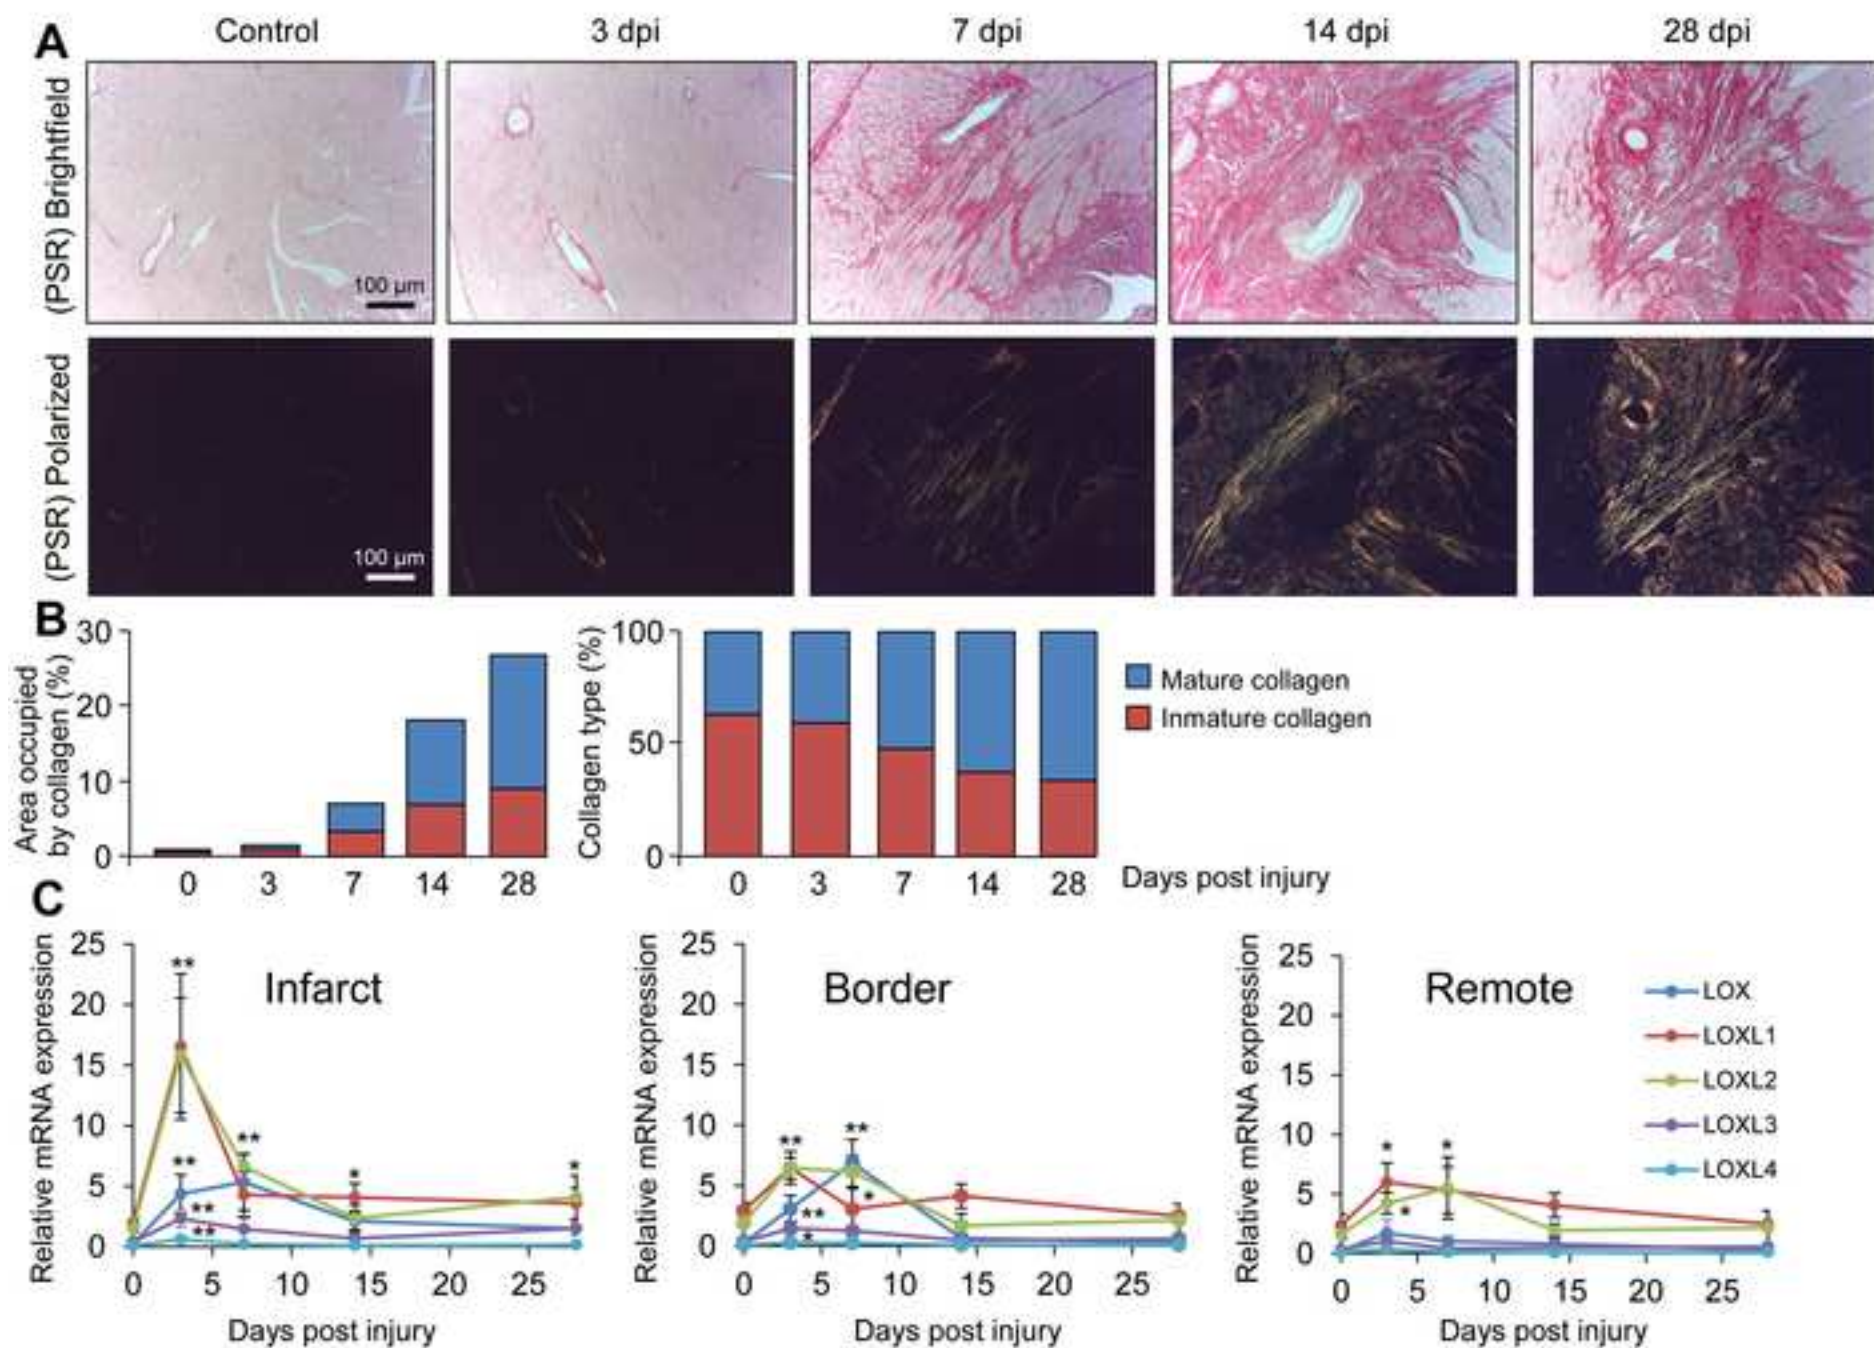 A
Control 3 dpi 7 dpi 14 dpi 28 dpi
(PSR) Brightfield
100 µm
(PSR) Polarized
100 µm
B
Area occupied
by collagen (%)
30
20
10
0
0 3 7 14 28
Collagen type (%)
100
50
0
0 3 7 14 28
Days post injury
Mature collagen
Inmature collagen
C
Relative mRNA expression
25
20
15
10
5
0
Infarct
** ** ** ** ** * * * *
0 5 10 15 20 25
Days post injury
Relative mRNA expression
25
20
15
10
5
0
Border
** ** * ** *
0 5 10 15 20 25
Days post injury
Relative mRNA expression
25
20
15
10
5
0
Remote
* * *
0 5 10 15 20 25
Days post injury
LOX
LOXL1
LOXL2
LOXL3
LOXL4